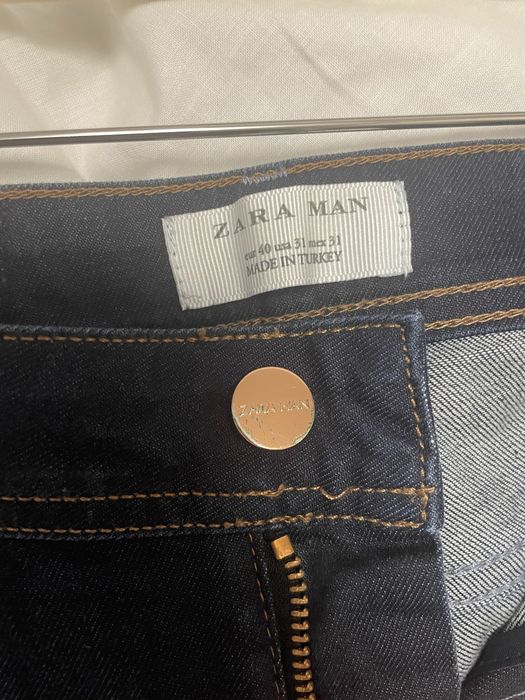 ZARA MAN
eur 40 usa 31 mex 31
MADE IN TURKEY
ZARA MAN